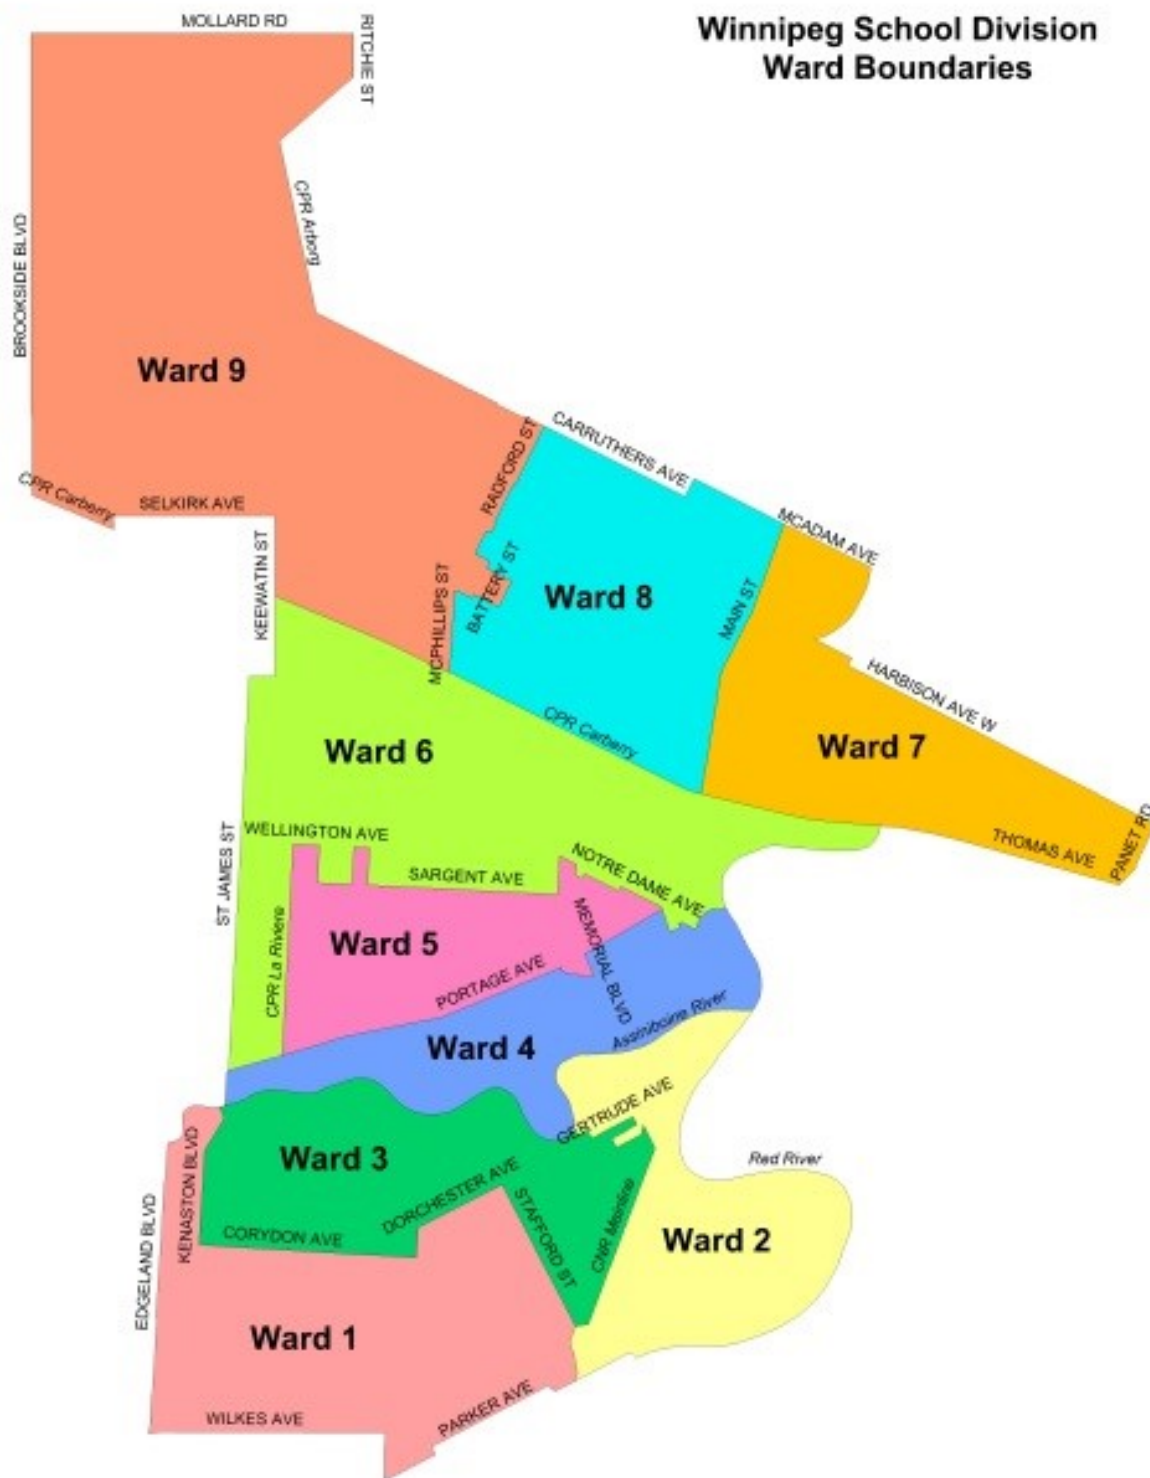 Winnipeg School Division
Ward Boundaries
MOLLARD RD
RITCHIE ST
CPR Arborg
BROOKSIDE BLVD
Ward 9
CARRUTHERS AVE
RADFORD ST
CPR Carberry
SELKIRK AVE
MCADAM AVE
KEEWATIN ST
BATTERY ST
MCPHILLIPS ST
Ward 8
MAIN ST
HARBISON AVE W
CPR Carberry
Ward 6
Ward 7
WELLINGTON AVE
ST JAMES ST
SARGENT AVE
NOTRE DAME AVE
THOMAS AVE
PANET RD
CPR La Riviere
Ward 5
MEMORIAL BLVD
PORTAGE AVE
Assiniboine River
Ward 4
GERTRUDE AVE
Ward 3
KENASTON BLVD
DORCHESTER AVE
Red River
EDGELAND BLVD
CORYDON AVE
STAFFORD ST
CNR Mainline
Ward 2
Ward 1
WILKES AVE
PARKER AVE